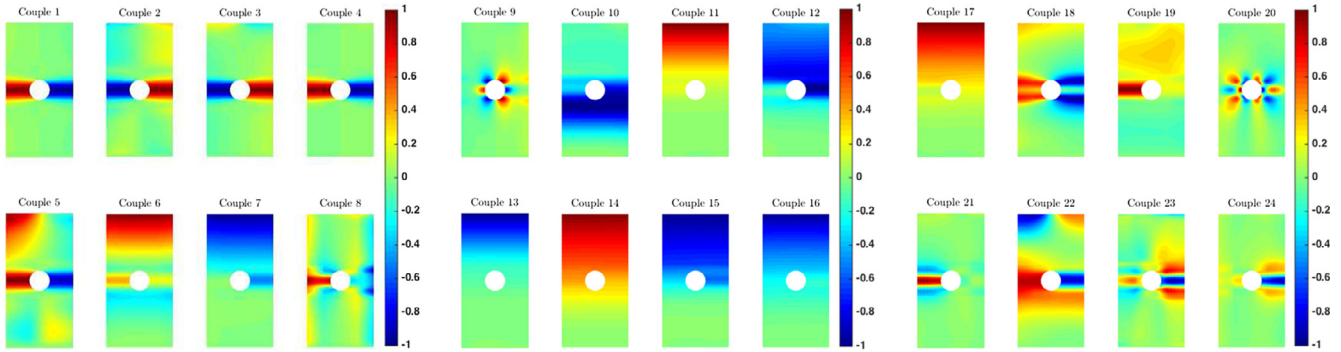 Couple 1
Couple 2
Couple 3
Couple 4
1
0.8
0.6
0.4
0.2
0
-0.2
-0.4
-0.6
-0.8
-1
Couple 5
Couple 6
Couple 7
Couple 8
Couple 9
Couple 10
Couple 11
Couple 12
1
0.8
0.6
0.4
0.2
0
-0.2
-0.4
-0.6
-0.8
-1
Couple 13
Couple 14
Couple 15
Couple 16
Couple 17
Couple 18
Couple 19
Couple 20
1
0.8
0.6
0.4
0.2
0
-0.2
-0.4
-0.6
-0.8
-1
Couple 21
Couple 22
Couple 23
Couple 24